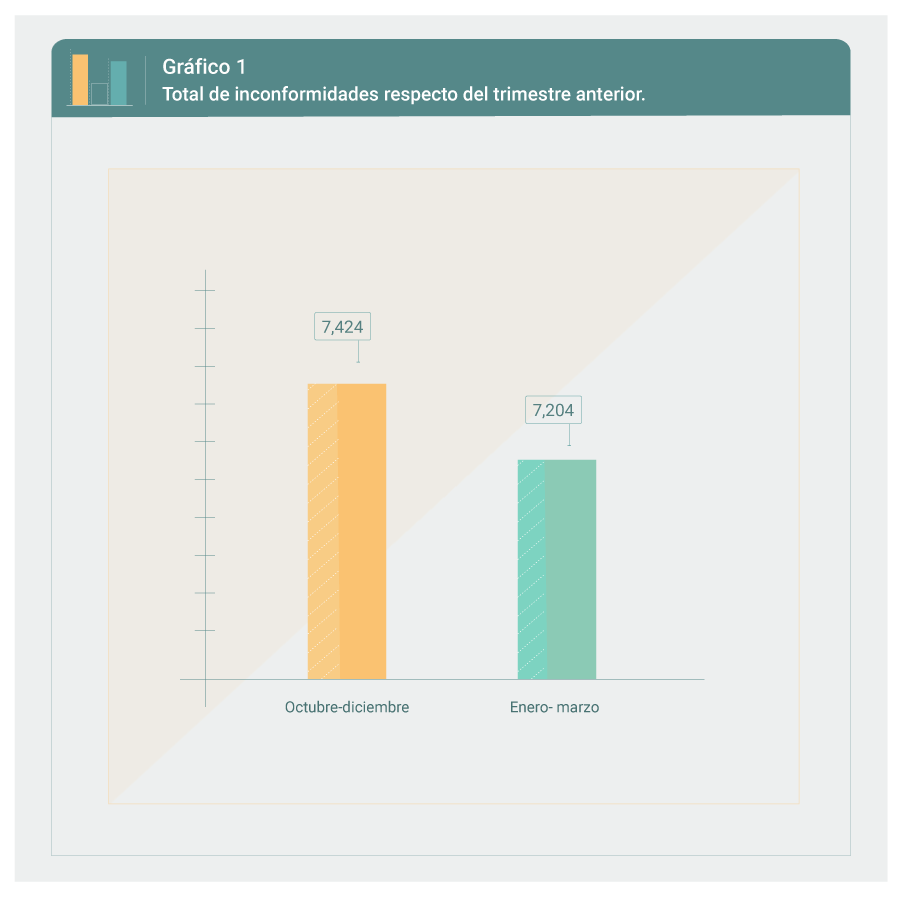 Gráfico 1
Total de inconformidades respecto del trimestre anterior.
7,424
7,204
Octubre-diciembre
Enero- marzo